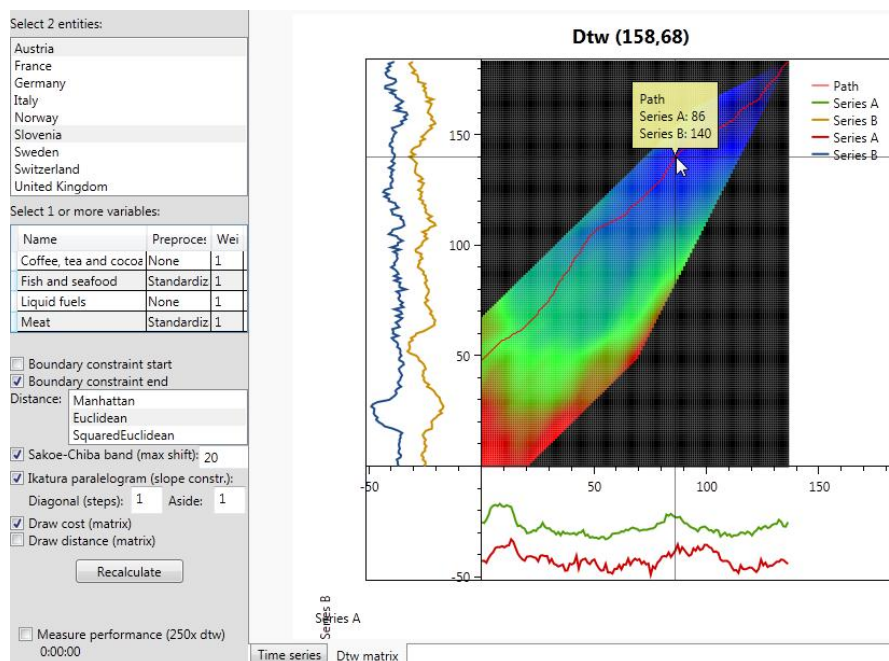 Select 2 entities:
Austria
France
Germany
Italy
Norway
Slovenia
Sweden
Switzerland
United Kingdom
Select 1 or more variables:
Name Preproces Wei
Coffee, tea and cocoa None 1
Fish and seafood Standardiz 1
Liquid fuels None 1
Meat Standardiz 1
Boundary constraint start
Boundary constraint end
Distance: Manhattan
Euclidean
SquaredEuclidean
Sakoe-Chiba band (max shift): 20
Ikatura paralelogram (slope constr.):
Diagonal (steps): 1 Aside: 1
Draw cost (matrix)
Draw distance (matrix)
Recalculate
Measure performance (250x dtw)
0:00:00
Dtw (158,68)
Path
Series A: 86
Series B: 140
Path
Series A
Series B
Series A
Series B
150
100
50
-50 50 100 150
-50
Series B
Series A
Time series Dtw matrix